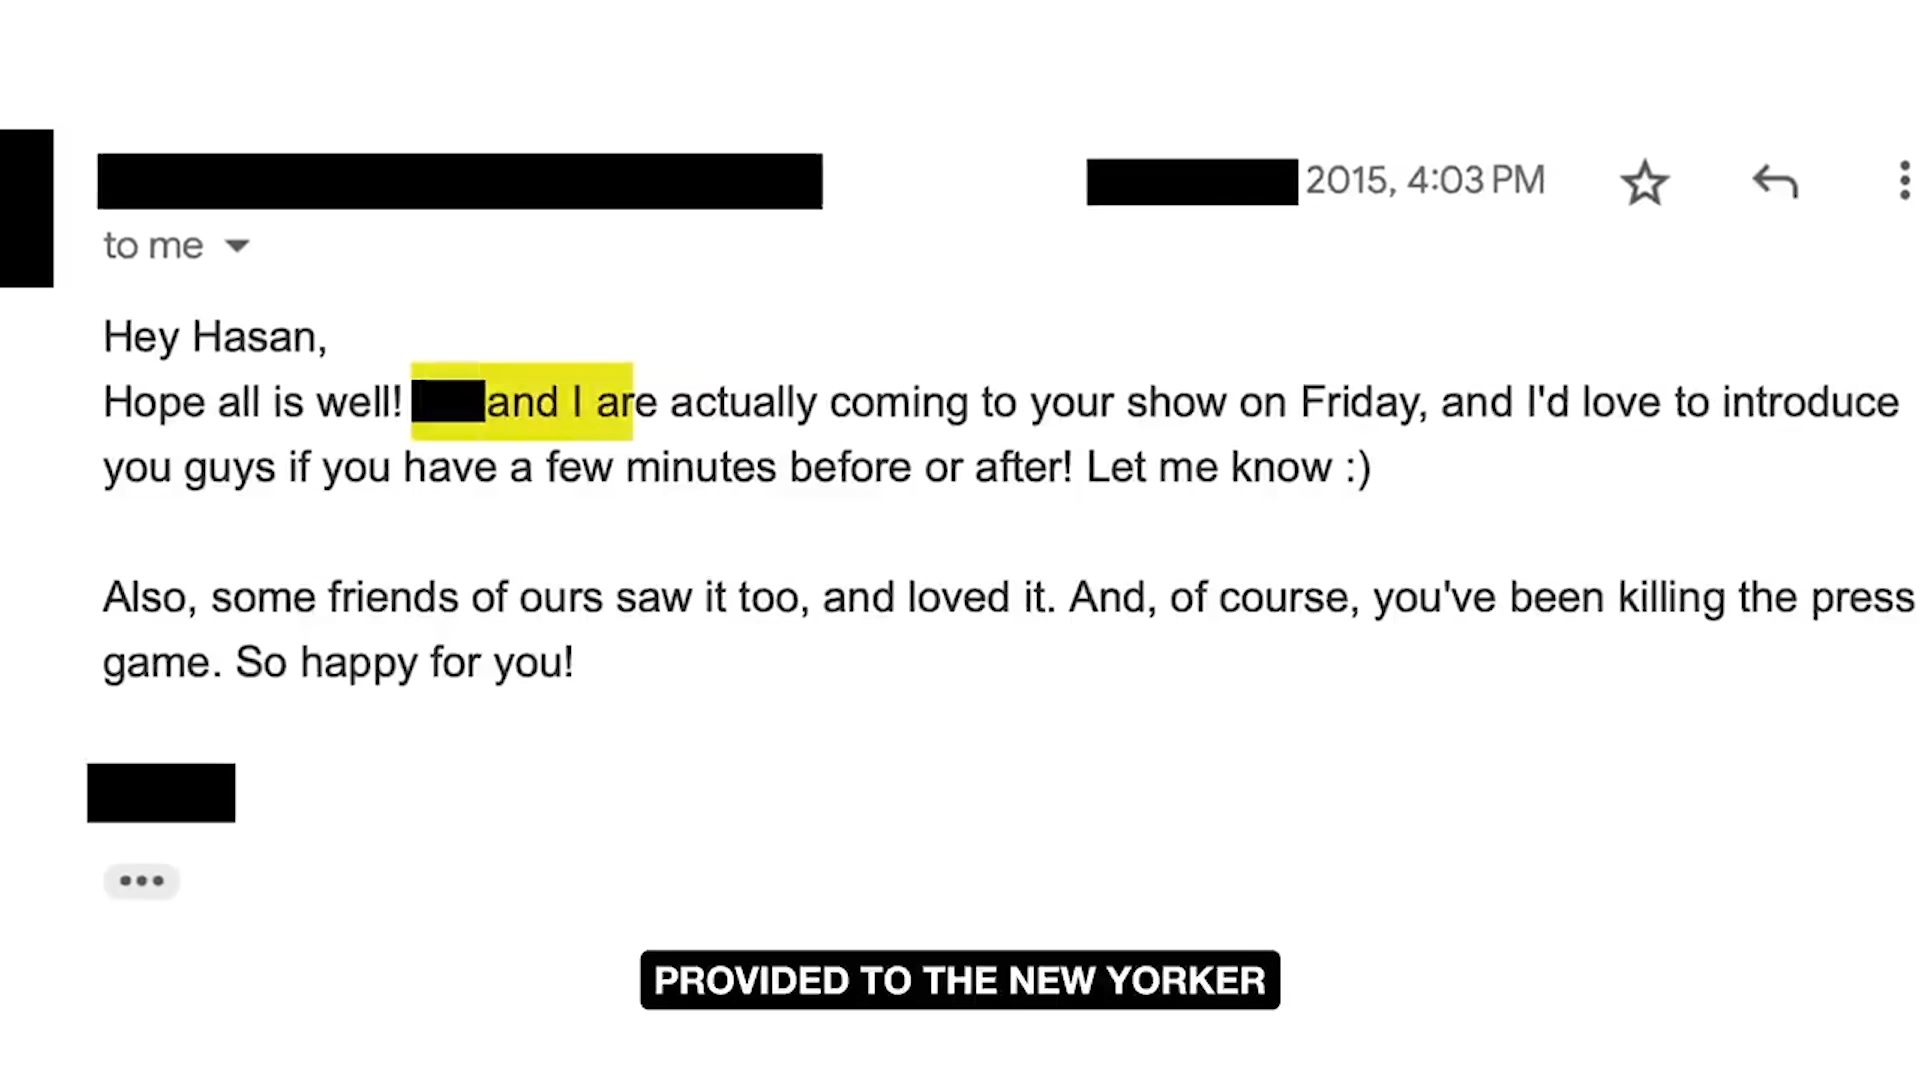 2015, 4:03 PM
to me
Hey Hasan,
Hope all is well! and I are actually coming to your show on Friday, and I'd love to introduce
you guys if you have a few minutes before or after! Let me know :)
Also, some friends of ours saw it too, and loved it. And, of course, you've been killing the press
game. So happy for you!
PROVIDED TO THE NEW YORKER